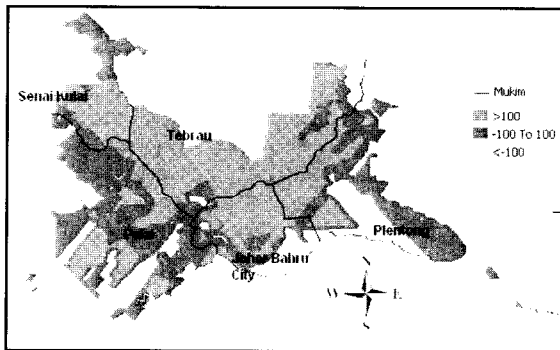 Senai Kulai
Tebrau
Plentong
Johor Bahru
City
Mukim
>100
-100 To 100
<-100
N
W E
S